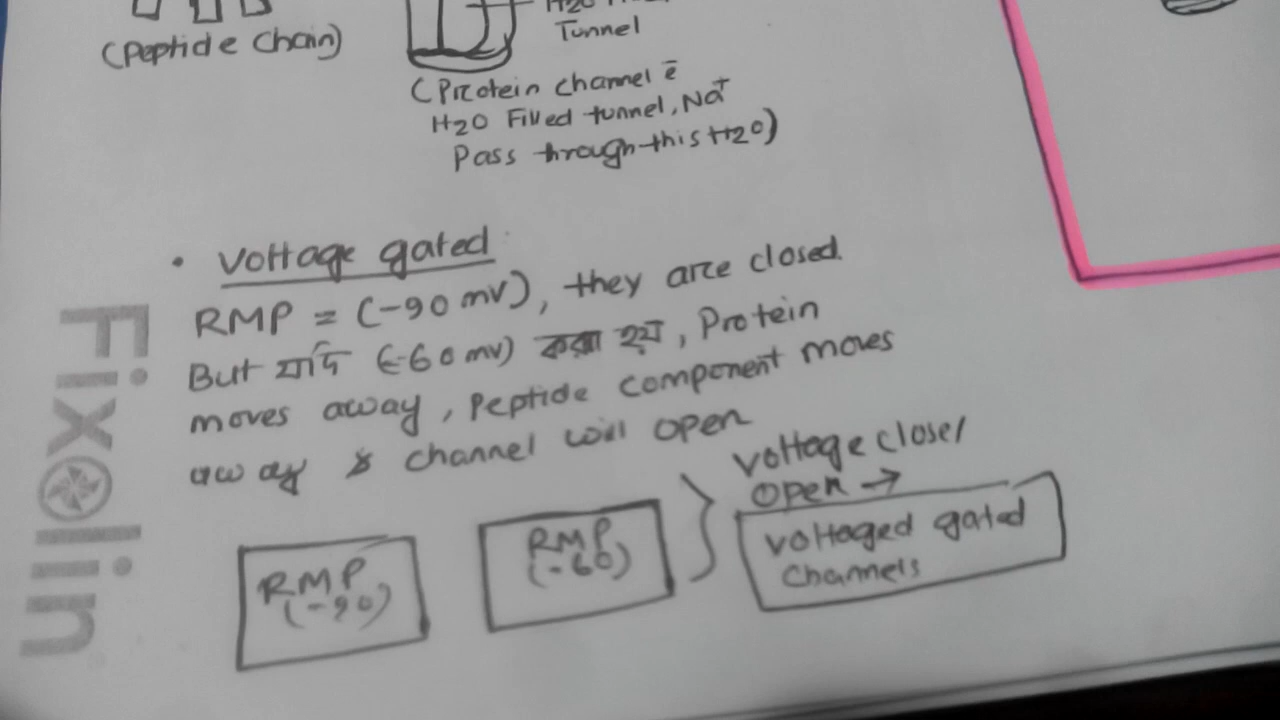 (Peptide Chain)
Tunnel
(Protein channel c̄
H2O Filled tunnel, Na+
Pass through this H2O)
• Voltage gated
RMP = (-90 mv), they are closed.
But যদি (-60 mv) করা হয়, Protein
moves away, Peptide component moves
away & channel will open
RMP
(-90)
RMP
(-60)
Voltage close/
open →
Voltaged gated
Channels
Fixolin